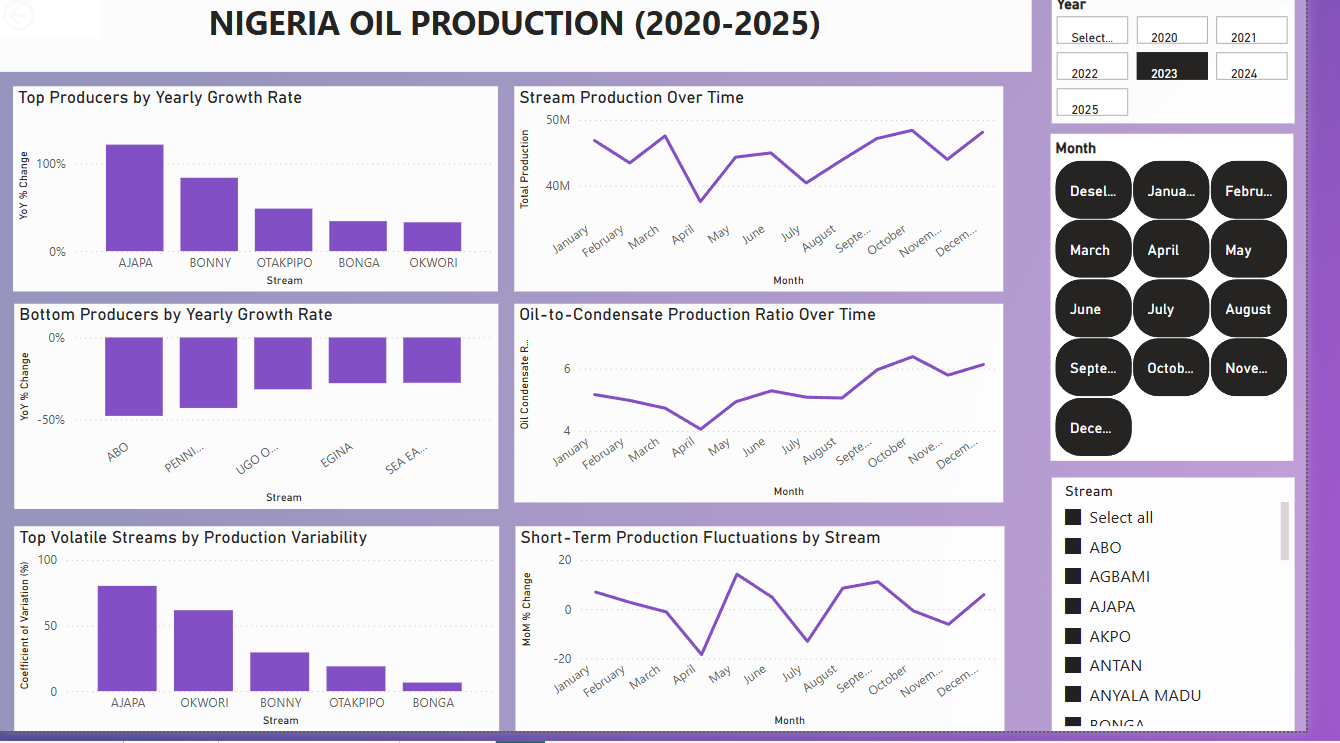 NIGERIA OIL PRODUCTION (2020-2025)
Top Producers by Yearly Growth Rate
YoY % Change
100%
0%
AJAPA BONNY OTAKPIPO BONGA OKWORI
Stream
Stream Production Over Time
Total Production
50M
40M
January February March April May June July August Septe... October Novem... Decem...
Month
Bottom Producers by Yearly Growth Rate
YoY % Change
0%
-50%
ABO PENNI... UGO O... EGINA SEA EA...
Stream
Oil-to-Condensate Production Ratio Over Time
Oil Condensate R...
6
4
January February March April May June July August Septe... October Nove... Decem...
Month
Top Volatile Streams by Production Variability
Coefficient of Variation (%)
100
50
0
AJAPA OKWORI BONNY OTAKPIPO BONGA
Stream
Short-Term Production Fluctuations by Stream
MoM % Change
20
0
-20
January February March April May June July August Septe... October Novem... Decem...
Month
Year
Select... 2020 2021
2022 2023 2024
2025
Month
Desel... Janua... Febru...
March April May
June July August
Septe... Octob... Nove...
Dece...
Stream
Select all
ABO
AGBAMI
AJAPA
AKPO
ANTAN
ANYALA MADU
BONGA